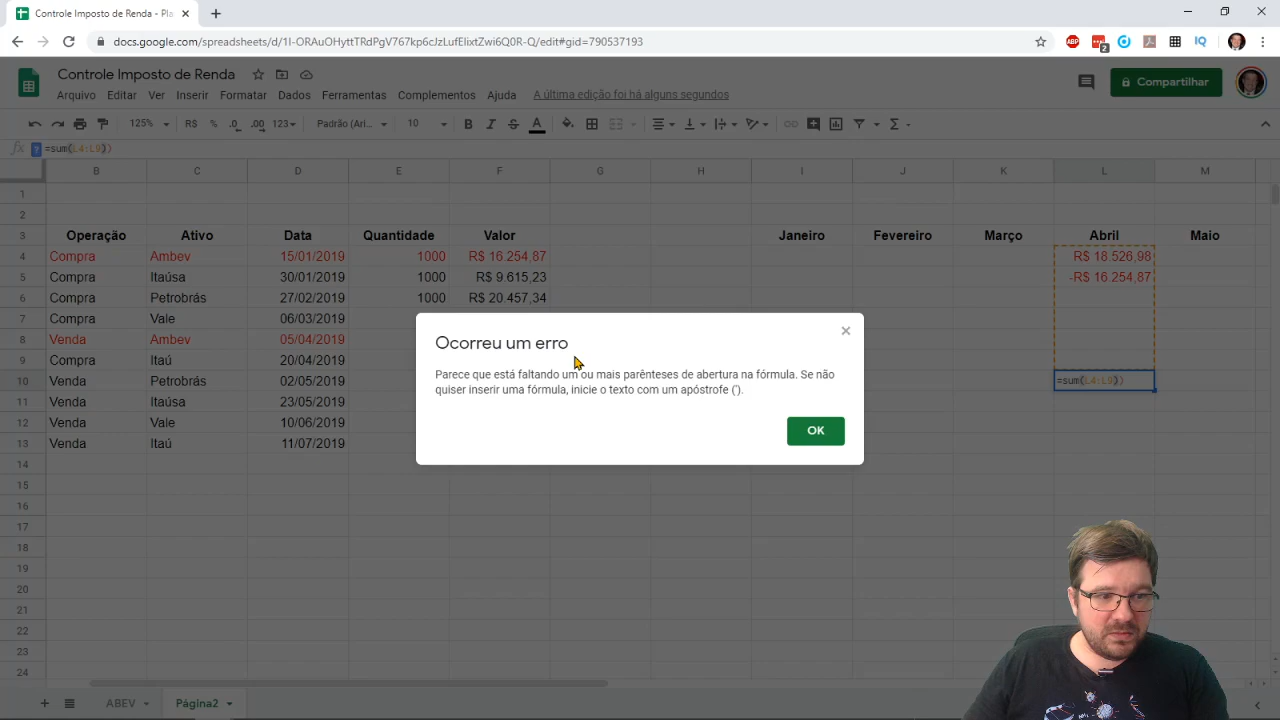 Controle Imposto de Renda - Pla
docs.google.com/spreadsheets/d/1I-ORAuOHyttTRdPgV767kp6cJzLufElixtZwi6Q0R-Q/edit#gid=790537193
ABP
2
IQ
Controle Imposto de Renda
Arquivo Editar Ver Inserir Formatar Dados Ferramentas Complementos Ajuda A última edição foi há alguns segundos
Compartilhar
125% R$ % .0 .00 123 Padrão (Ari... 10 B I S A Σ
fx ? =sum(L4:L9))
B C D E F G H I J K L M
1
2
3 Operação Ativo Data Quantidade Valor Janeiro Fevereiro Março Abril Maio
4 Compra Ambev 15/01/2019 1000 R$ 16.254,87 R$ 18.526,98
5 Compra Itaúsa 30/01/2019 1000 R$ 9.615,23 -R$ 16.254,87
6 Compra Petrobrás 27/02/2019 1000 R$ 20.457,34
7 Compra Vale 06/03/2019
8 Venda Ambev 05/04/2019
9 Compra Itaú 20/04/2019
10 Venda Petrobrás 02/05/2019 =sum(L4:L9))
11 Venda Itaúsa 23/05/2019
12 Venda Vale 10/06/2019
13 Venda Itaú 11/07/2019
14
15
16
17
18
19
20
21
22
23
24
Ocorreu um erro
Parece que está faltando um ou mais parênteses de abertura na fórmula. Se não
quiser inserir uma fórmula, inicie o texto com um apóstrofe (').
OK
ABEV Página2